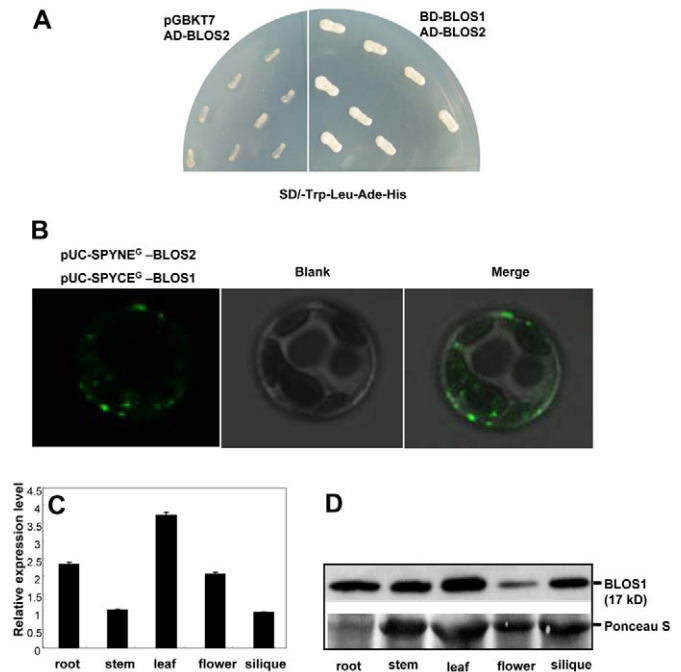 A
pGBKT7
AD-BLOS2
BD-BLOS1
AD-BLOS2
SD/-Trp-Leu-Ade-His
B
pUC-SPYNEᴳ –BLOS2
pUC-SPYCEᴳ –BLOS1
Blank
Merge
C
Relative expression level
4.5
4
3.5
3
2.5
2
1.5
1
0.5
0
root stem leaf flower silique
D
BLOS1
(17 kD)
Ponceau S
root stem leaf flower silique